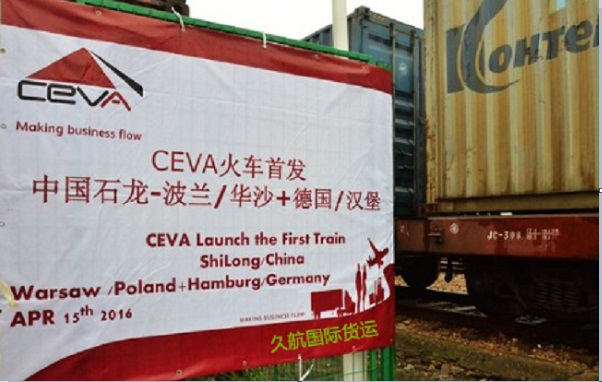 CEVA
Making business flow
CEVA火车首发
中国石龙-波兰/华沙+德国/汉堡
CEVA Launch the First Train
ShiLong/China
Warsaw /Poland+Hamburg/Germany
APR 15th 2016
MAKING BUSINESS FLOW
久航国际货运